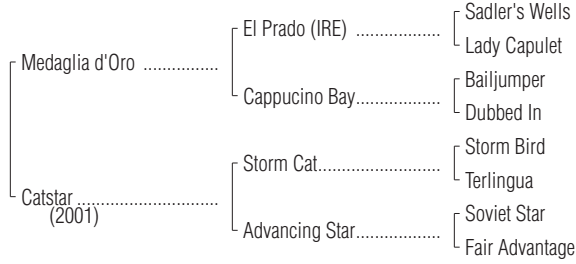 Sadler's Wells
El Prado (IRE) ..................
Lady Capulet
Medaglia d'Oro ................
Bailjumper
Cappucino Bay..................
Dubbed In
Storm Bird
Storm Cat..........................
Terlingua
Catstar ..............................
(2001)
Soviet Star
Advancing Star..................
Fair Advantage